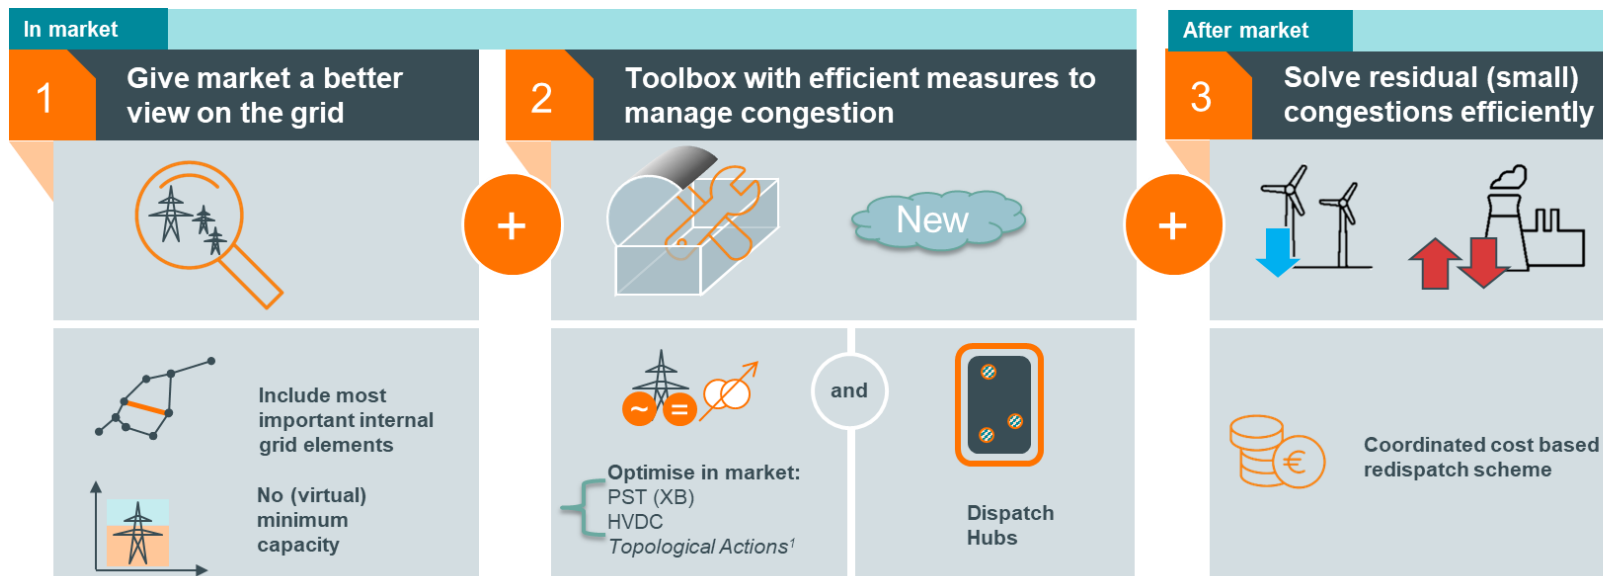 In market
After market
1
Give market a better
view on the grid
2
Toolbox with efficient measures to
manage congestion
3
Solve residual (small)
congestions efficiently
+
New
+
Include most
important internal
grid elements
No (virtual)
minimum
capacity
~ =
and
Optimise in market:
PST (XB)
HVDC
Topological Actions¹
Dispatch
Hubs
€
Coordinated cost based
redispatch scheme